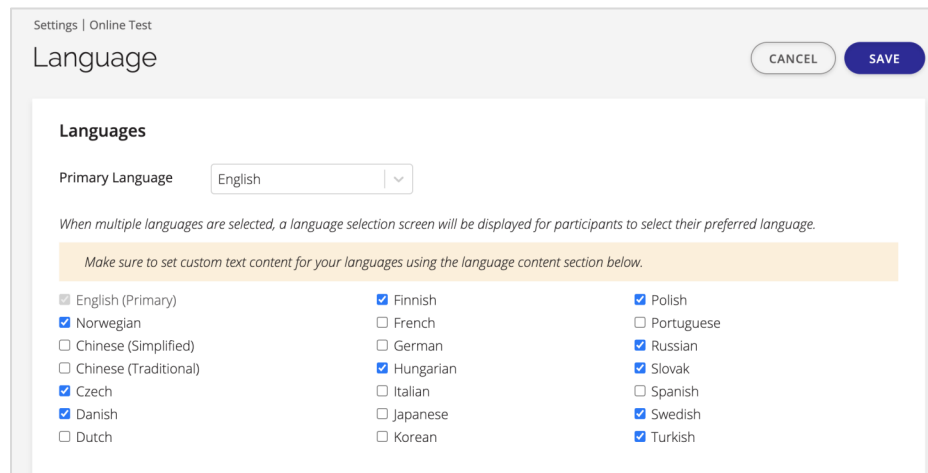 Settings | Online Test
Language
CANCEL
SAVE
Languages
Primary Language
English
When multiple languages are selected, a language selection screen will be displayed for participants to select their preferred language.
Make sure to set custom text content for your languages using the language content section below.
English (Primary)
Norwegian
Chinese (Simplified)
Chinese (Traditional)
Czech
Danish
Dutch
Finnish
French
German
Hungarian
Italian
Japanese
Korean
Polish
Portuguese
Russian
Slovak
Spanish
Swedish
Turkish